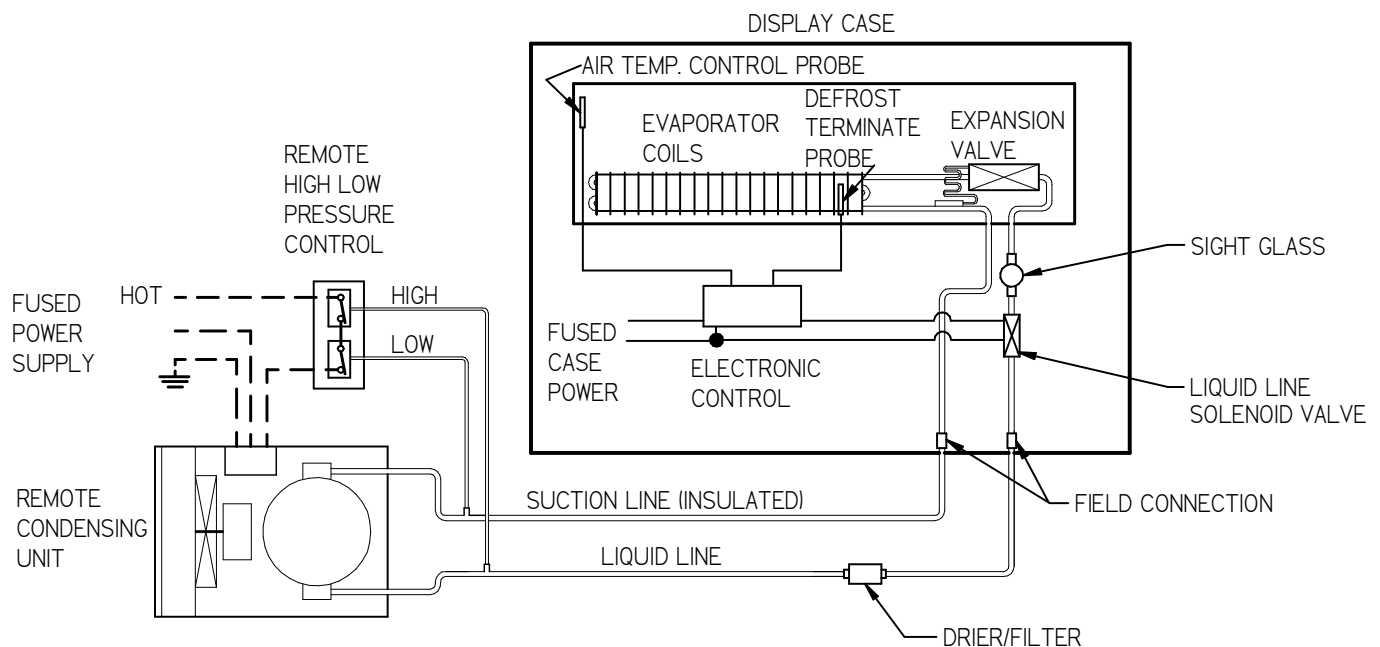 DISPLAY CASE
AIR TEMP. CONTROL PROBE
DEFROST
TERMINATE
PROBE
EVAPORATOR
COILS
EXPANSION
VALVE
REMOTE
HIGH LOW
PRESSURE
CONTROL
SIGHT GLASS
HOT
HIGH
FUSED
POWER
SUPPLY
LOW
FUSED
CASE
POWER
ELECTRONIC
CONTROL
LIQUID LINE
SOLENOID VALVE
REMOTE
CONDENSING
UNIT
SUCTION LINE (INSULATED)
FIELD CONNECTION
LIQUID LINE
DRIER/FILTER